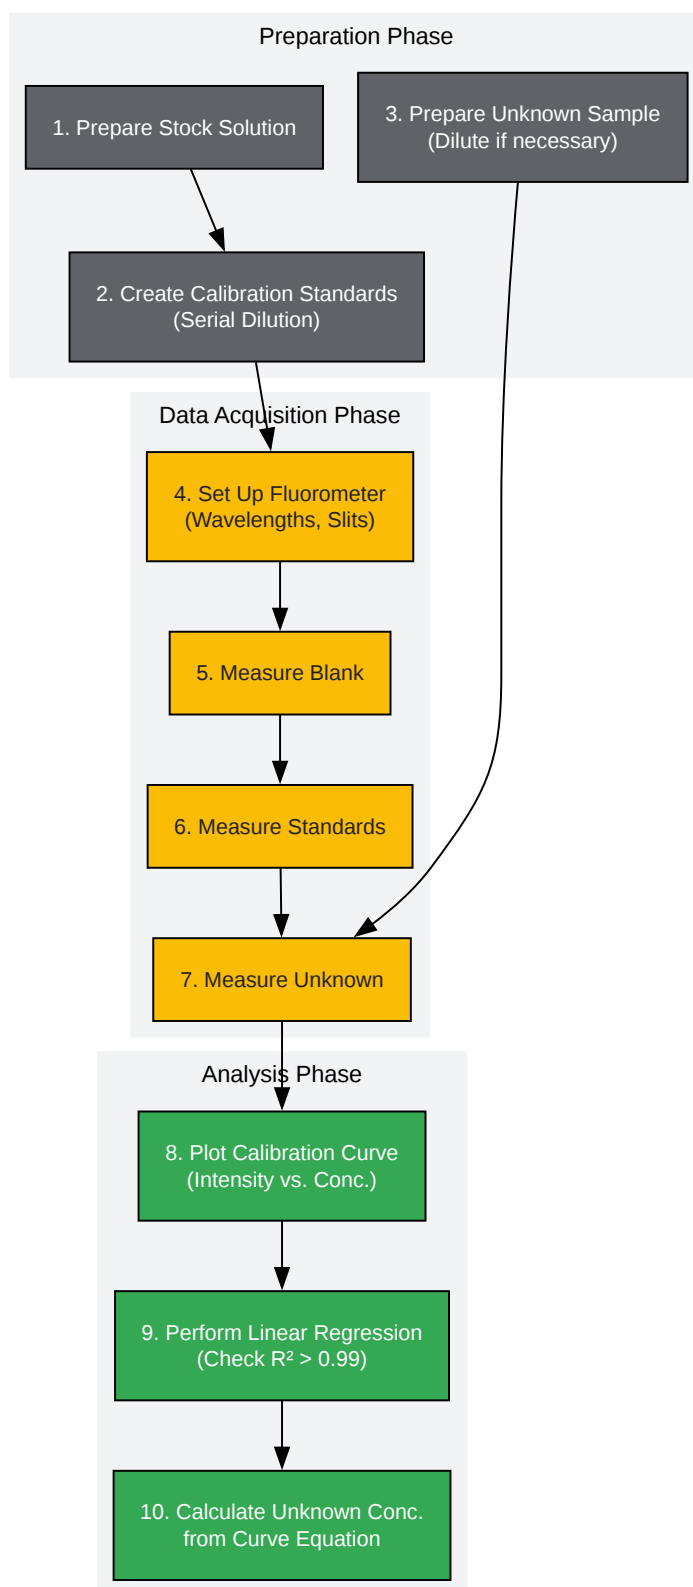 Preparation Phase
1. Prepare Stock Solution
3. Prepare Unknown Sample
(Dilute if necessary)
2. Create Calibration Standards
(Serial Dilution)
Data Acquisition Phase
4. Set Up Fluorometer
(Wavelengths, Slits)
5. Measure Blank
6. Measure Standards
7. Measure Unknown
Analysis Phase
8. Plot Calibration Curve
(Intensity vs. Conc.)
9. Perform Linear Regression
(Check R² > 0.99)
10. Calculate Unknown Conc.
from Curve Equation